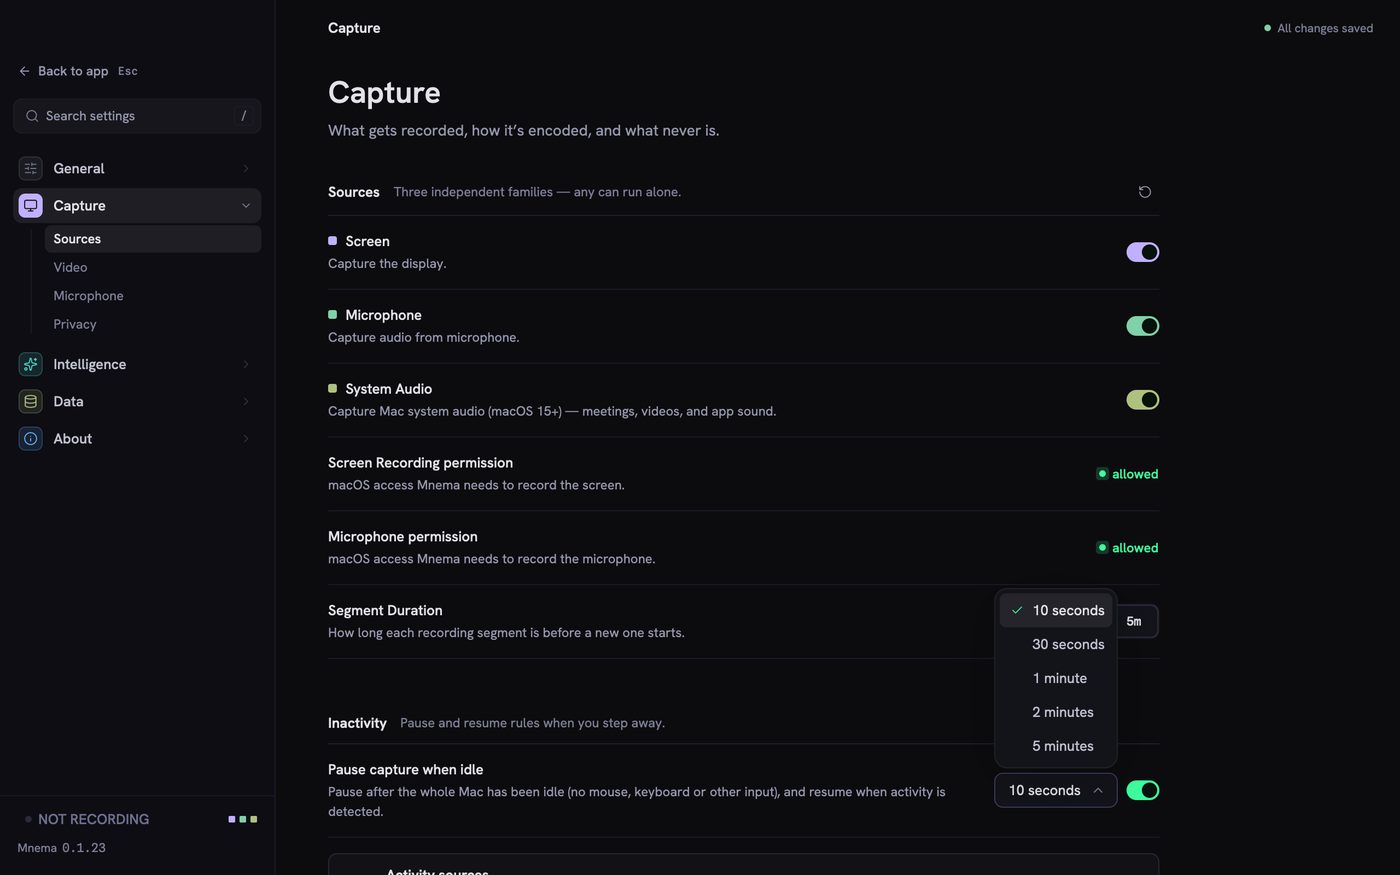 Capture
All changes saved
Back to app Esc
Search settings /
General
Capture
Sources
Video
Microphone
Privacy
Intelligence
Data
About
NOT RECORDING
Mnema 0.1.23
Capture
What gets recorded, how it’s encoded, and what never is.
Sources Three independent families — any can run alone.
Screen
Capture the display.
Microphone
Capture audio from microphone.
System Audio
Capture Mac system audio (macOS 15+) — meetings, videos, and app sound.
Screen Recording permission
macOS access Mnema needs to record the screen.
allowed
Microphone permission
macOS access Mnema needs to record the microphone.
allowed
Segment Duration
How long each recording segment is before a new one starts.
5m
10 seconds
30 seconds
1 minute
2 minutes
5 minutes
Inactivity Pause and resume rules when you step away.
Pause capture when idle
Pause after the whole Mac has been idle (no mouse, keyboard or other input), and resume when activity is
detected.
10 seconds
Activity sources